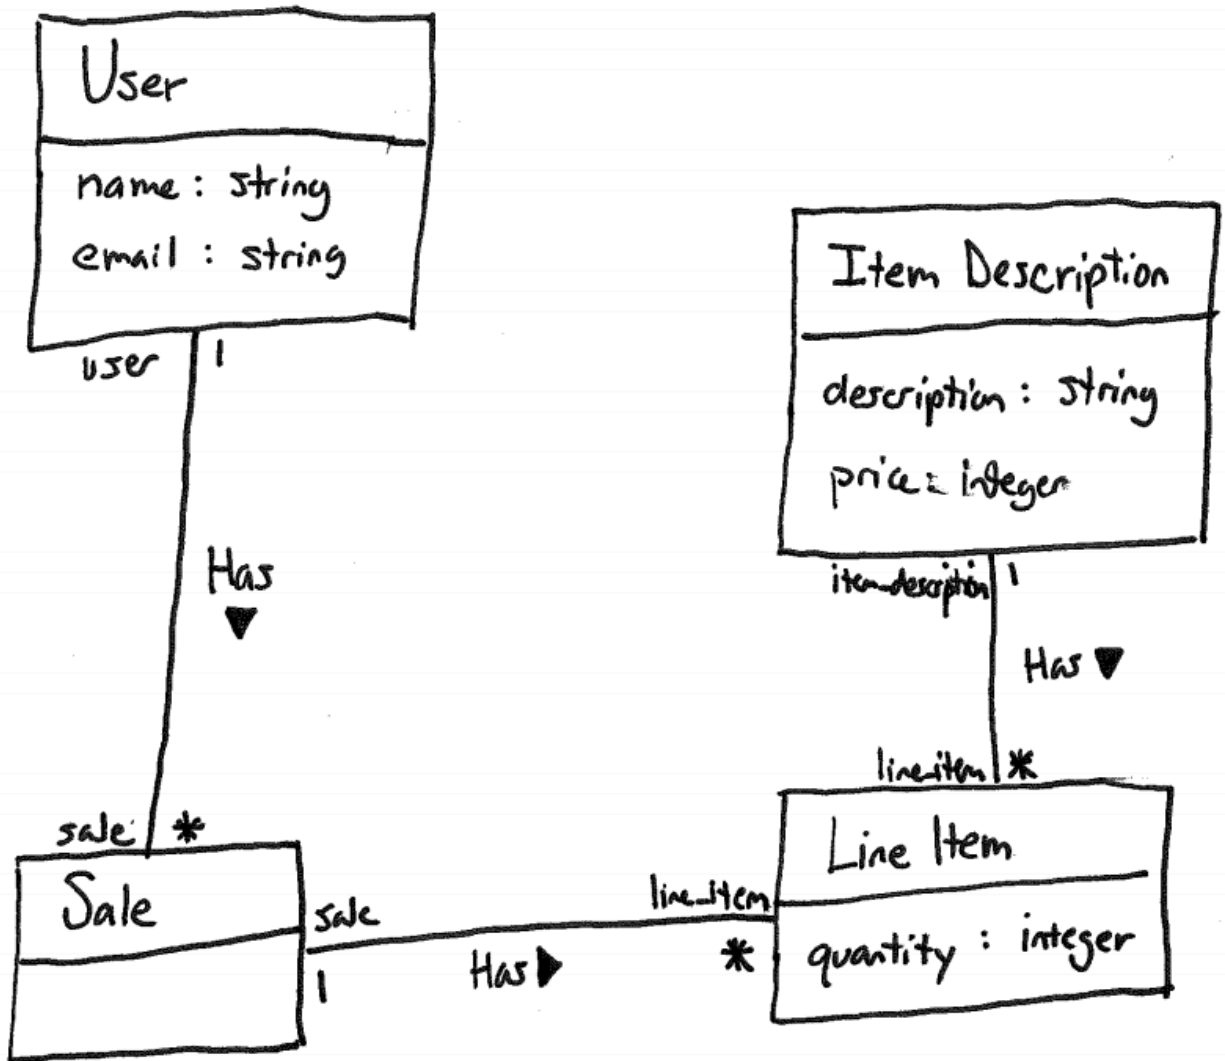 User
name : string
email : string
user 1
Has ▼
sale *
Sale
sale
1
Has ▶
line_item
*
Item Description
description : string
price : integer
item_description 1
Has ▼
line_item *
Line Item
quantity : integer